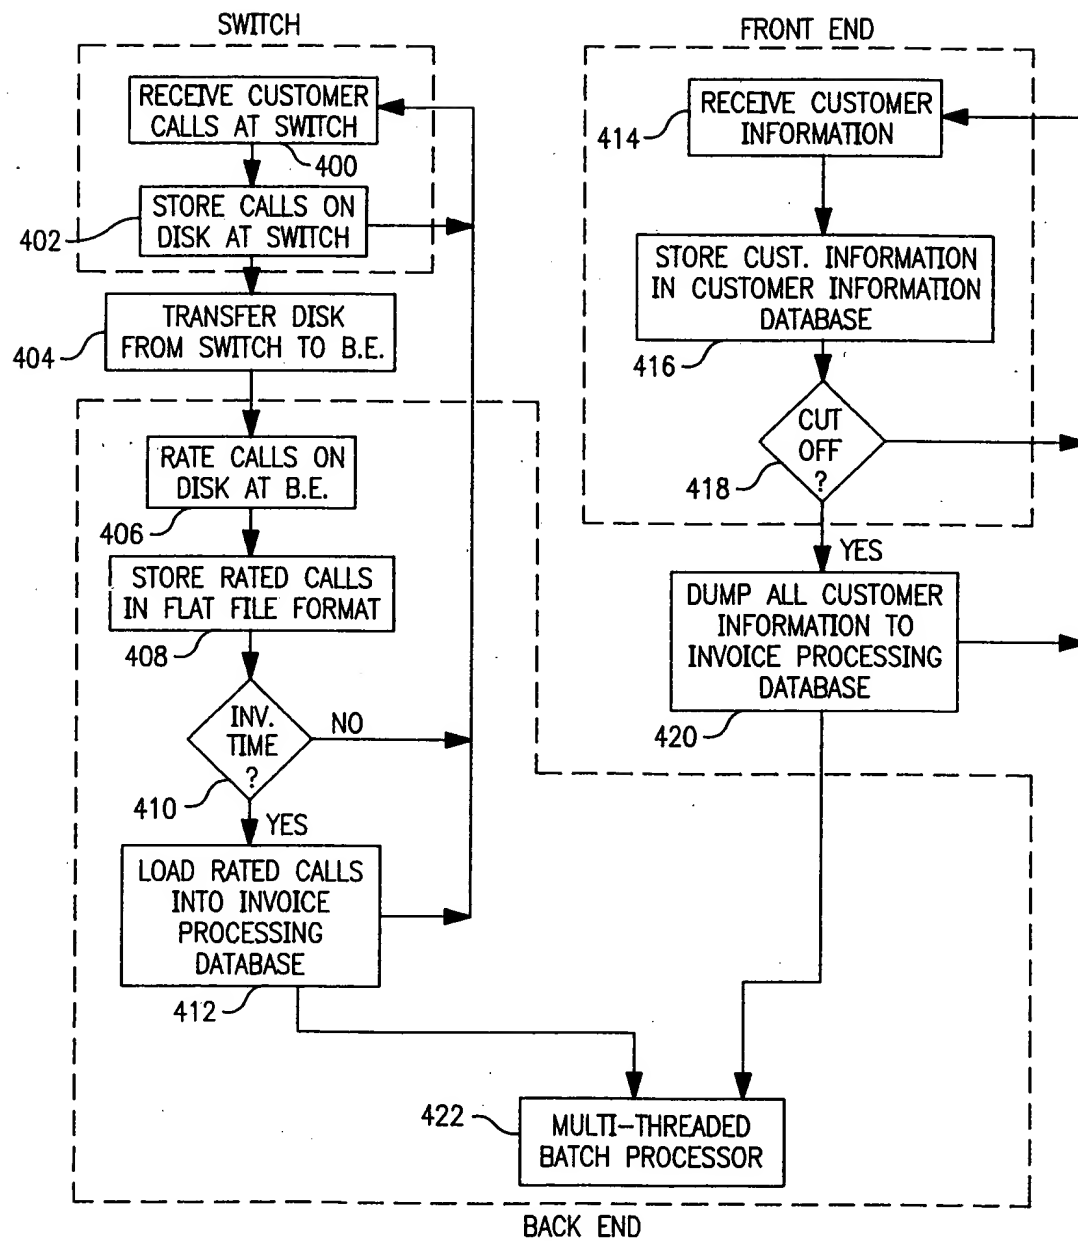 SWITCH
RECEIVE CUSTOMER
CALLS AT SWITCH
400
STORE CALLS ON
DISK AT SWITCH
402
TRANSFER DISK
FROM SWITCH TO B.E.
404
RATE CALLS ON
DISK AT B.E.
406
STORE RATED CALLS
IN FLAT FILE FORMAT
408
INV.
TIME
?
NO
410
YES
LOAD RATED CALLS
INTO INVOICE
PROCESSING
DATABASE
412
FRONT END
RECEIVE CUSTOMER
INFORMATION
414
STORE CUST. INFORMATION
IN CUSTOMER INFORMATION
DATABASE
416
CUT
OFF
?
418
YES
DUMP ALL CUSTOMER
INFORMATION TO
INVOICE PROCESSING
DATABASE
420
422
MULTI-THREADED
BATCH PROCESSOR
BACK END